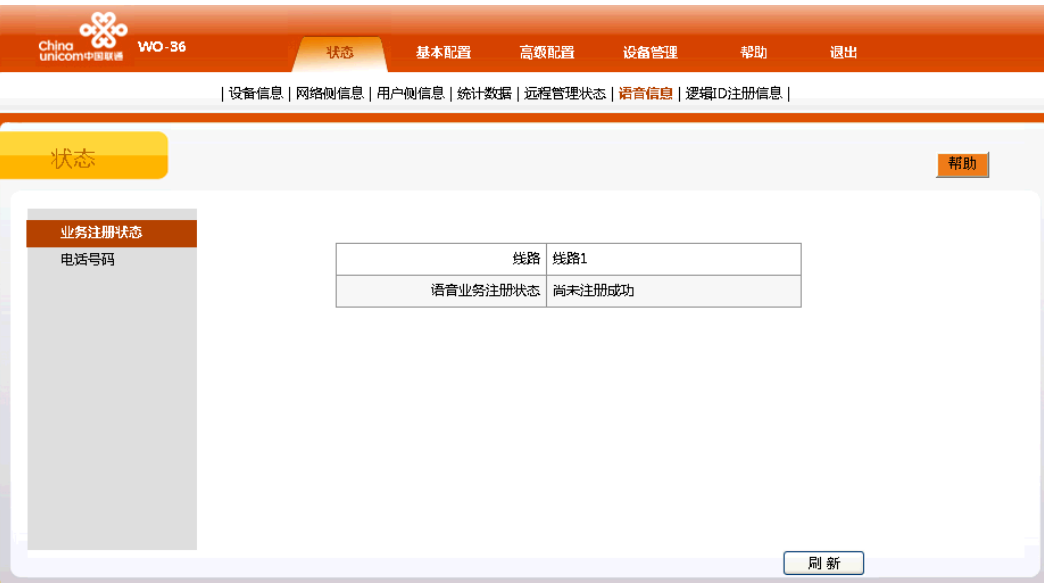 China
unicom中国联通
WO-36
状态 基本配置 高级配置 设备管理 帮助 退出
| 设备信息 | 网络侧信息 | 用户侧信息 | 统计数据 | 远程管理状态 | 语音信息 | 逻辑ID注册信息 |
状态
帮助
业务注册状态
电话号码
线路 线路1
语音业务注册状态 尚未注册成功
刷 新